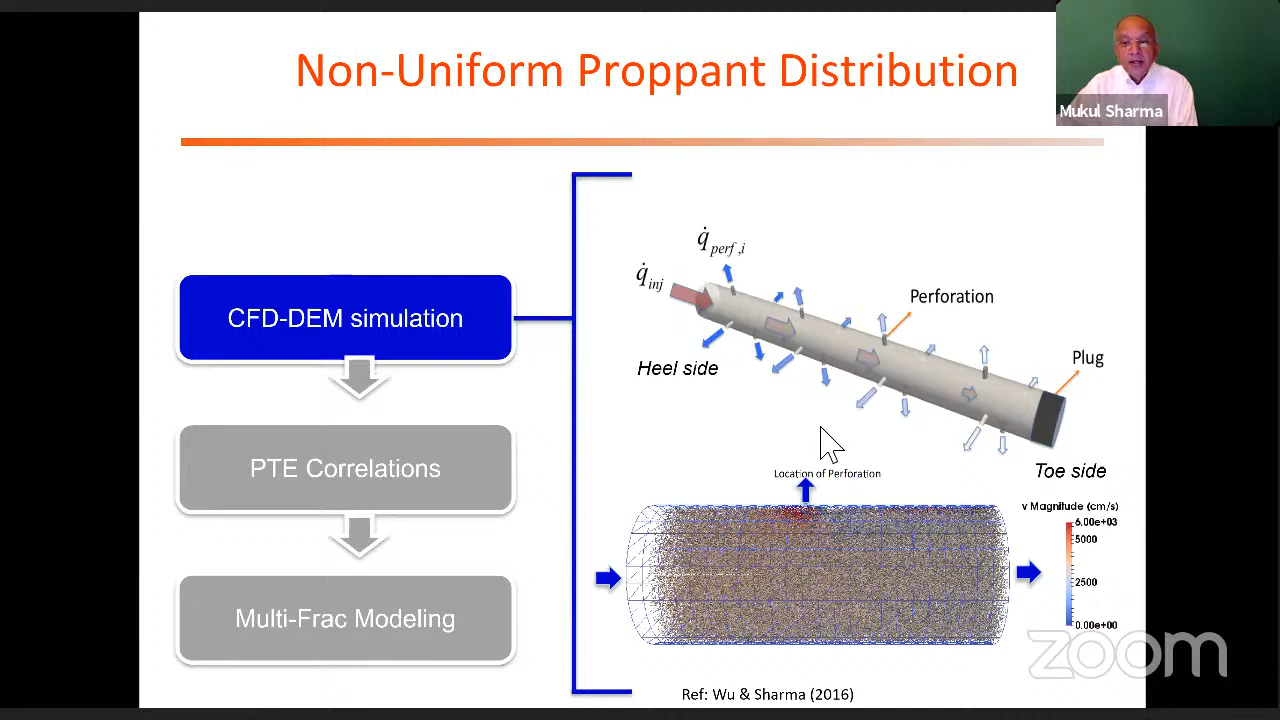 Non-Uniform Proppant Distribution
Mukul Sharma
CFD-DEM simulation
PTE Correlations
Multi-Frac Modeling
q̇perf,i
q̇inj
Perforation
Plug
Heel side
Toe side
Location of Perforation
v Magnitude (cm/s)
6.00e+03
5000
2500
0.00e+00
zoom
Ref: Wu & Sharma (2016)